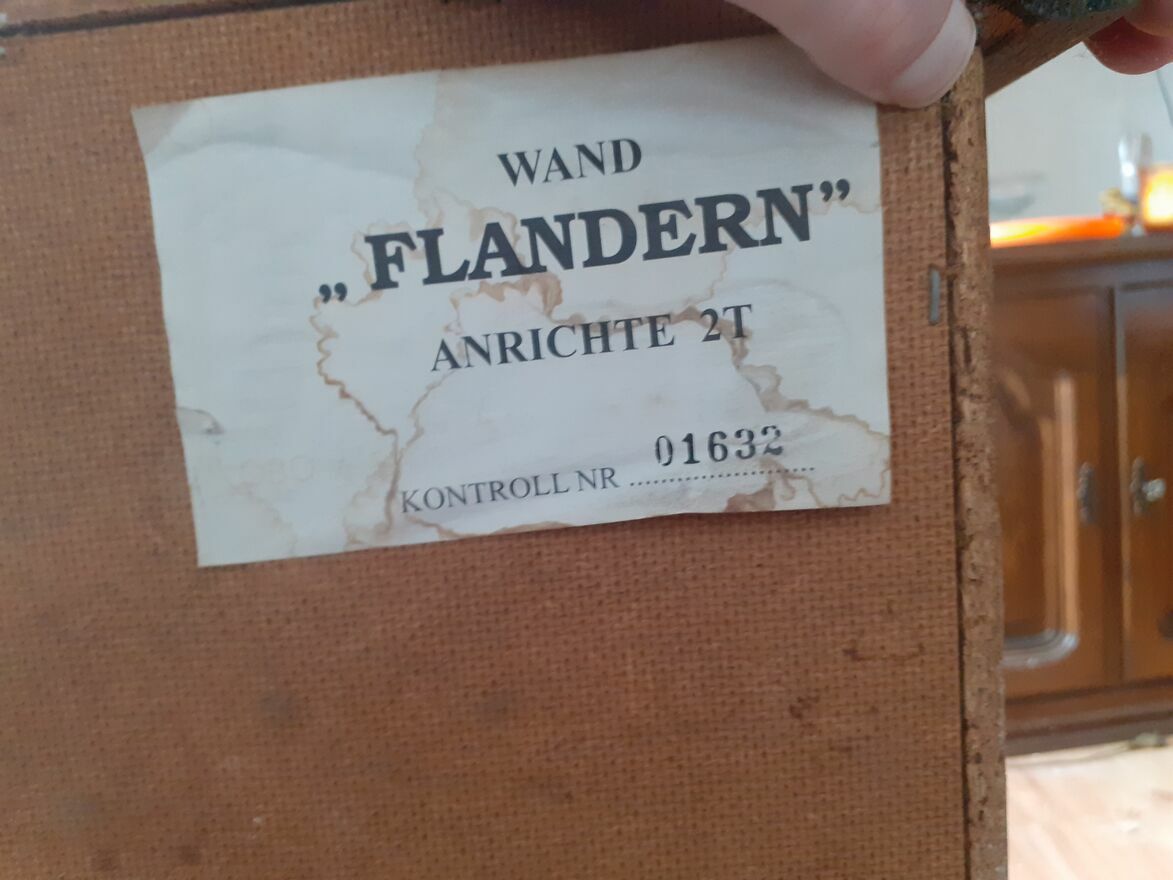 WAND
„FLANDERN”
ANRICHTE 2T
KONTROLL NR 01632